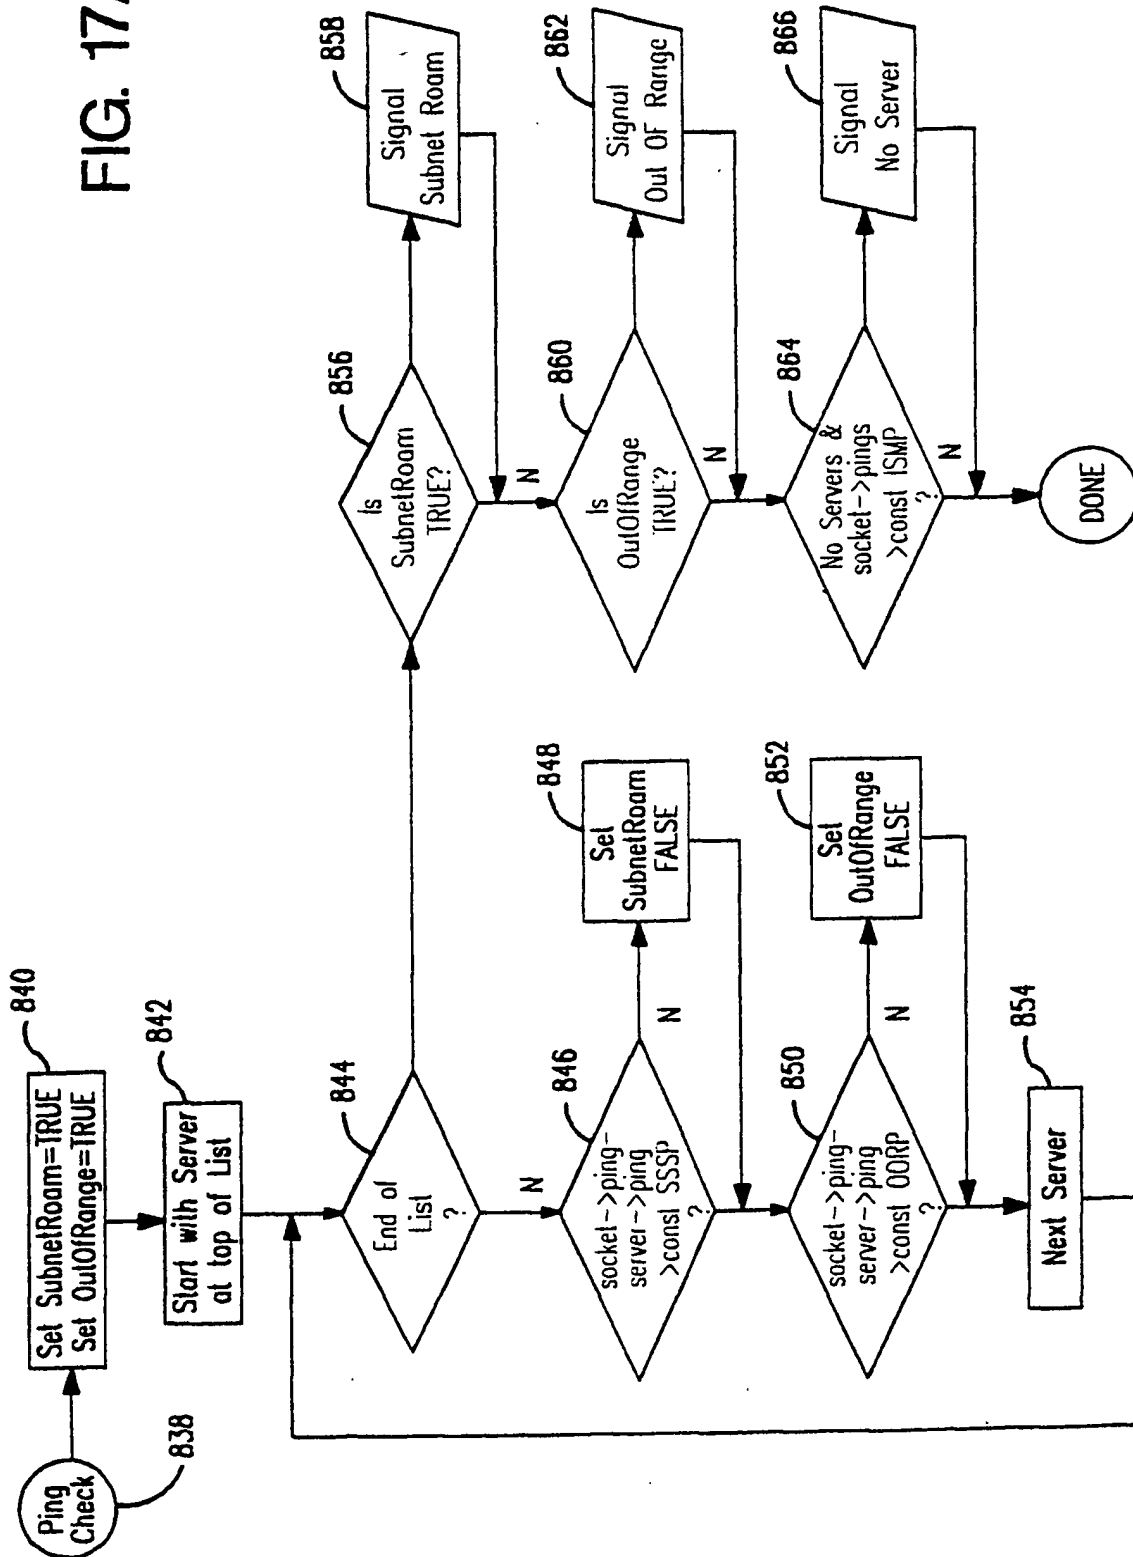 FIG. 17A
Ping
Check
838
Set SubnetRoam=TRUE
Set OutOfRange=TRUE
840
Start with Server
at top of List
842
End of
List
?
844
N
socket->ping-
server->ping
>const SSSP
?
846
N
Set
SubnetRoam
FALSE
848
socket->ping-
server->ping
>const OORP
?
850
N
Set
OutOfRange
FALSE
852
Next Server
854
Is
SubnetRoam
TRUE?
856
N
Signal
Subnet Roam
858
Is
OutOfRange
TRUE?
860
N
Signal
Out OF Range
862
No Servers &
socket->pings
>const ISMP
?
864
N
Signal
No Server
866
DONE